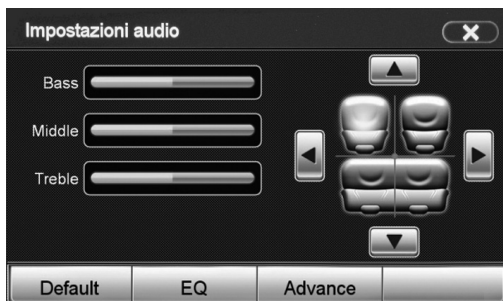 Impostazioni audio
Bass
Middle
Treble
Default EQ Advance